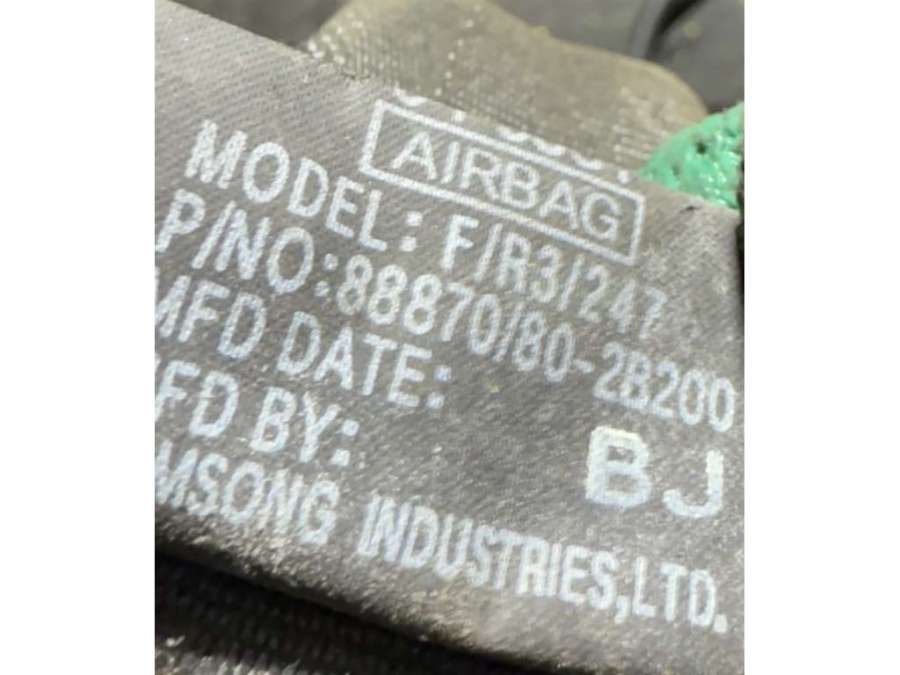 AIRBAG
MODEL: F/R3/247
P/NO:88870/80-2B200
MFD DATE:
FD BY:
BJ
MSONG INDUSTRIES,LTD.